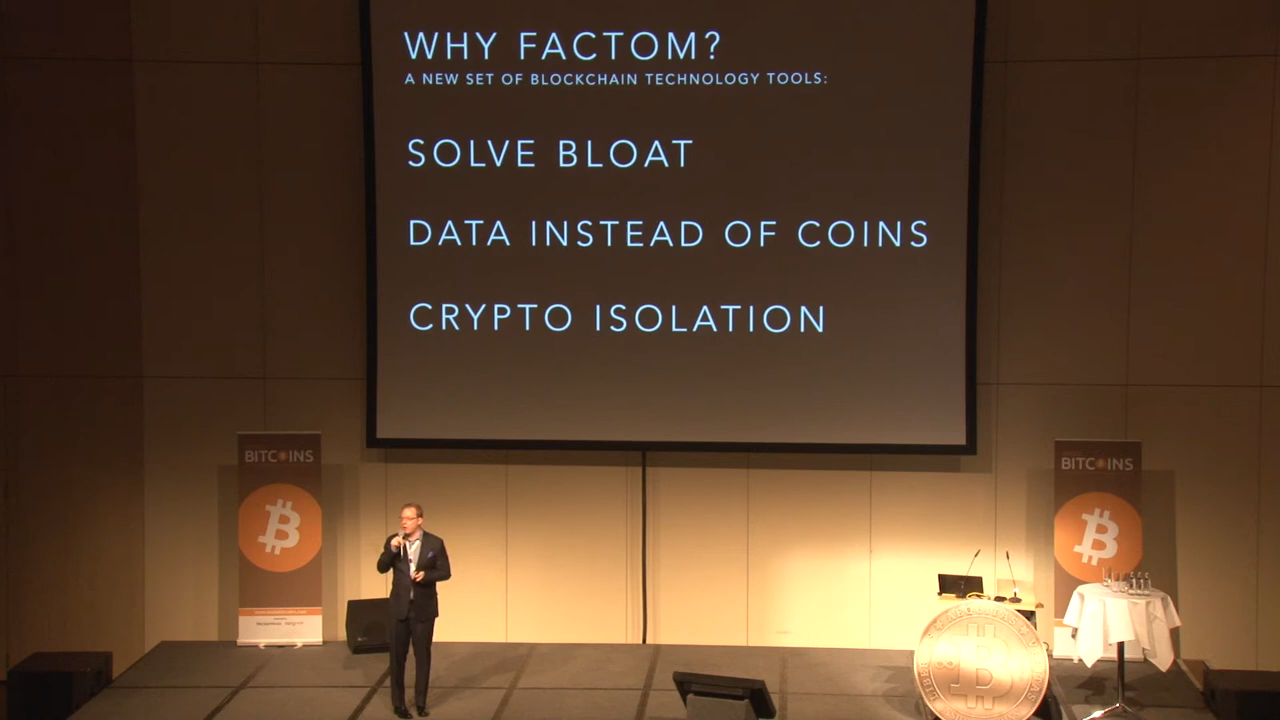 WHY FACTOM?
A NEW SET OF BLOCKCHAIN TECHNOLOGY TOOLS:
SOLVE BLOAT
DATA INSTEAD OF COINS
CRYPTO ISOLATION
BITCOINS
BITCOINS